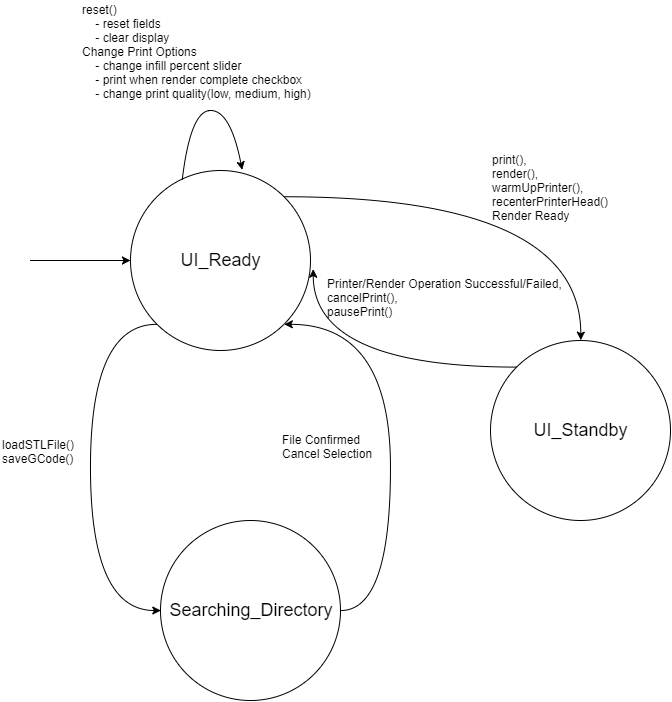 reset()
- reset fields
- clear display
Change Print Options
- change infill percent slider
- print when render complete checkbox
- change print quality(low, medium, high)
print(),
render(),
warmUpPrinter(),
recenterPrinterHead()
Render Ready
UI_Ready
Printer/Render Operation Successful/Failed,
cancelPrint(),
pausePrint()
UI_Standby
loadSTLFile()
saveGCode()
File Confirmed
Cancel Selection
Searching_Directory